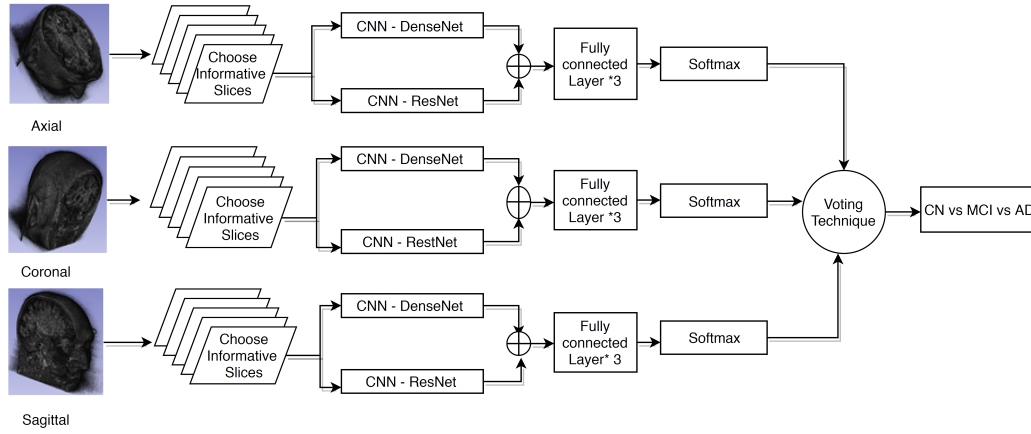 Axial
Choose
Informative
Slices
CNN - DenseNet
CNN - ResNet
Fully
connected
Layer *3
Softmax
Coronal
Choose
Informative
Slices
CNN - DenseNet
CNN - RestNet
Fully
connected
Layer *3
Softmax
Sagittal
Choose
Informative
Slices
CNN - DenseNet
CNN - ResNet
Fully
connected
Layer* 3
Softmax
Voting
Technique
CN vs MCI vs AD